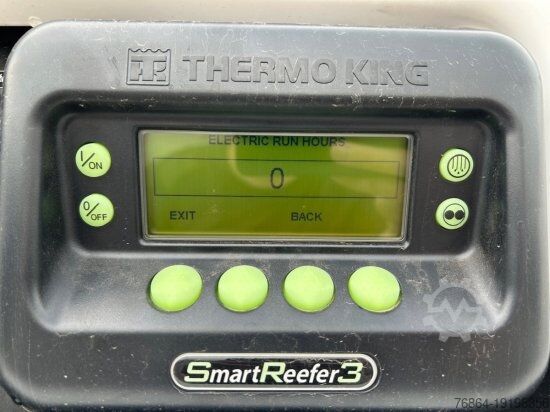 THERMO KING
I/ON
ELECTRIC RUN HOURS
0
0/OFF
EXIT BACK
SmartReefer3